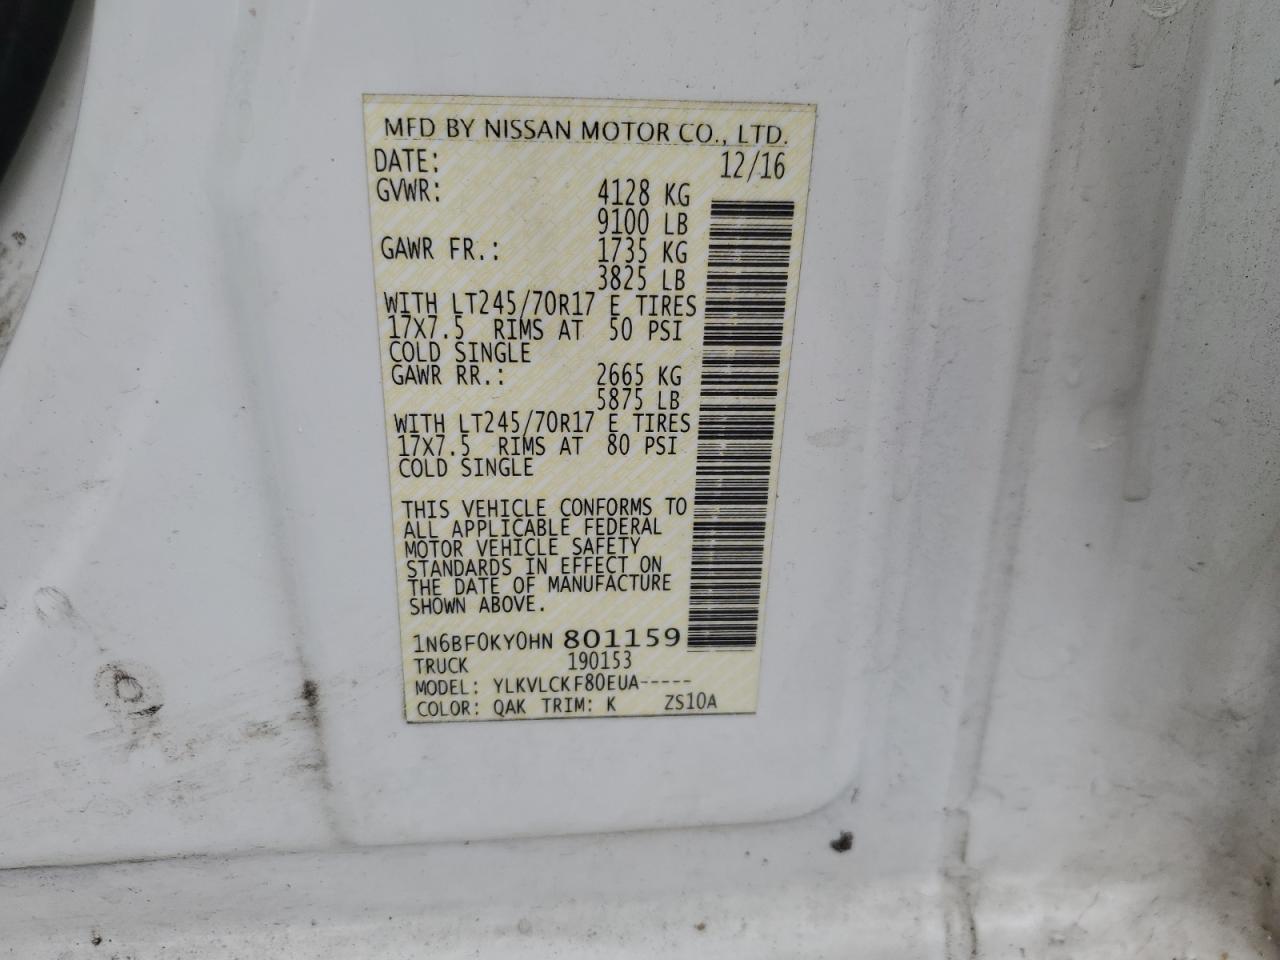 MFD BY NISSAN MOTOR CO., LTD.
DATE: 12/16
GVWR: 4128 KG
9100 LB
GAWR FR.: 1735 KG
3825 LB
WITH LT245/70R17 E TIRES
17X7.5 RIMS AT 50 PSI
COLD SINGLE
GAWR RR.: 2665 KG
5875 LB
WITH LT245/70R17 E TIRES
17X7.5 RIMS AT 80 PSI
COLD SINGLE
THIS VEHICLE CONFORMS TO
ALL APPLICABLE FEDERAL
MOTOR VEHICLE SAFETY
STANDARDS IN EFFECT ON
THE DATE OF MANUFACTURE
SHOWN ABOVE.
1N6BF0KY0HN 801159
TRUCK 190153
MODEL: YLKVLCKF80EUA-----
COLOR: QAK TRIM: K ZS10A